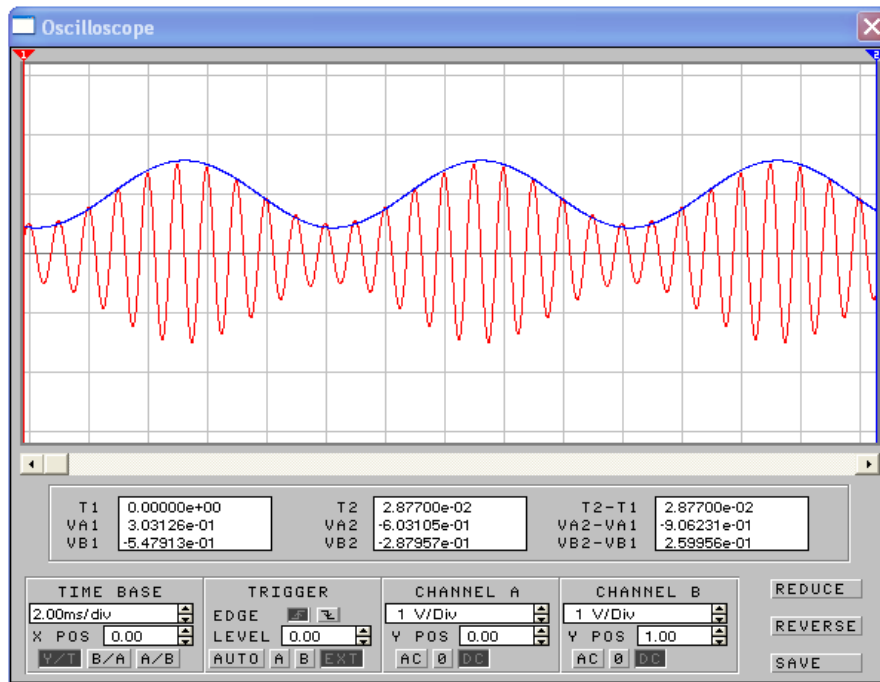 Oscilloscope
1 2
T1 0.00000e+00 T2 2.87700e-02 T2-T1 2.87700e-02
VA1 3.03126e-01 VA2 -6.03105e-01 VA2-VA1 -9.06231e-01
VB1 -5.47913e-01 VB2 -2.87957e-01 VB2-VB1 2.59956e-01
TIME BASE TRIGGER CHANNEL A CHANNEL B REDUCE
2.00ms/div EDGE 1 V/Div 1 V/Div
X POS 0.00 LEVEL 0.00 Y POS 0.00 Y POS 1.00 REVERSE
Y/T B/A A/B AUTO A B EXT AC 0 DC AC 0 DC SAVE